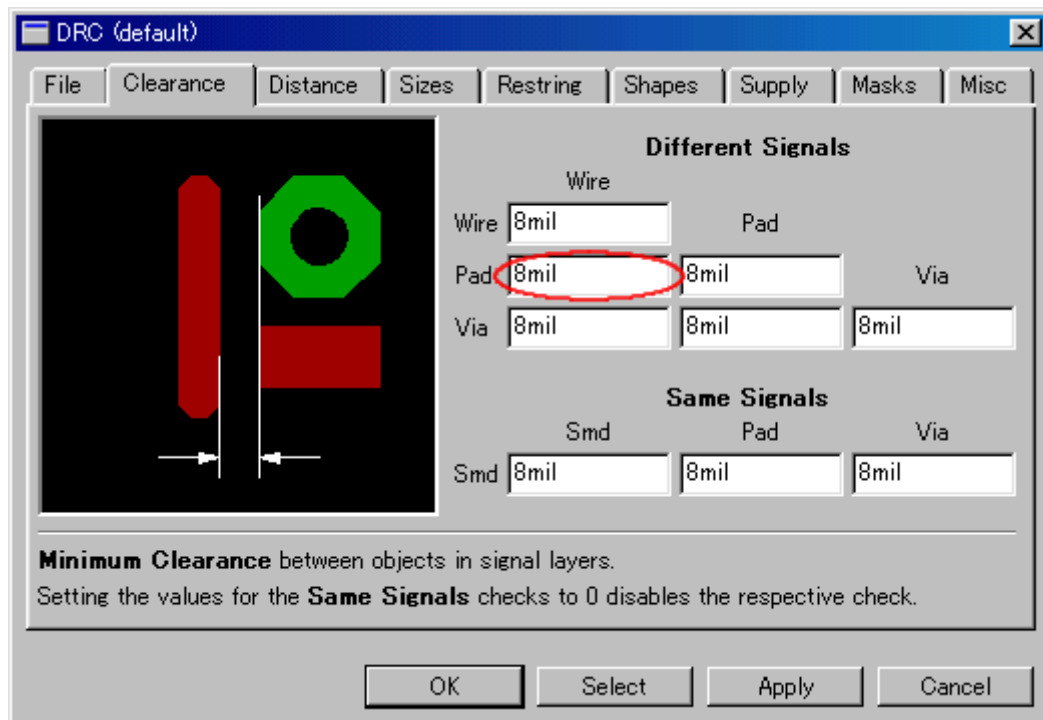 DRC (default)
File Clearance Distance Sizes Restring Shapes Supply Masks Misc
Different Signals
Wire
Wire 8mil Pad
Pad 8mil 8mil Via
Via 8mil 8mil 8mil
Same Signals
Smd Pad Via
Smd 8mil 8mil 8mil
Minimum Clearance between objects in signal layers.
Setting the values for the Same Signals checks to 0 disables the respective check.
OK Select Apply Cancel